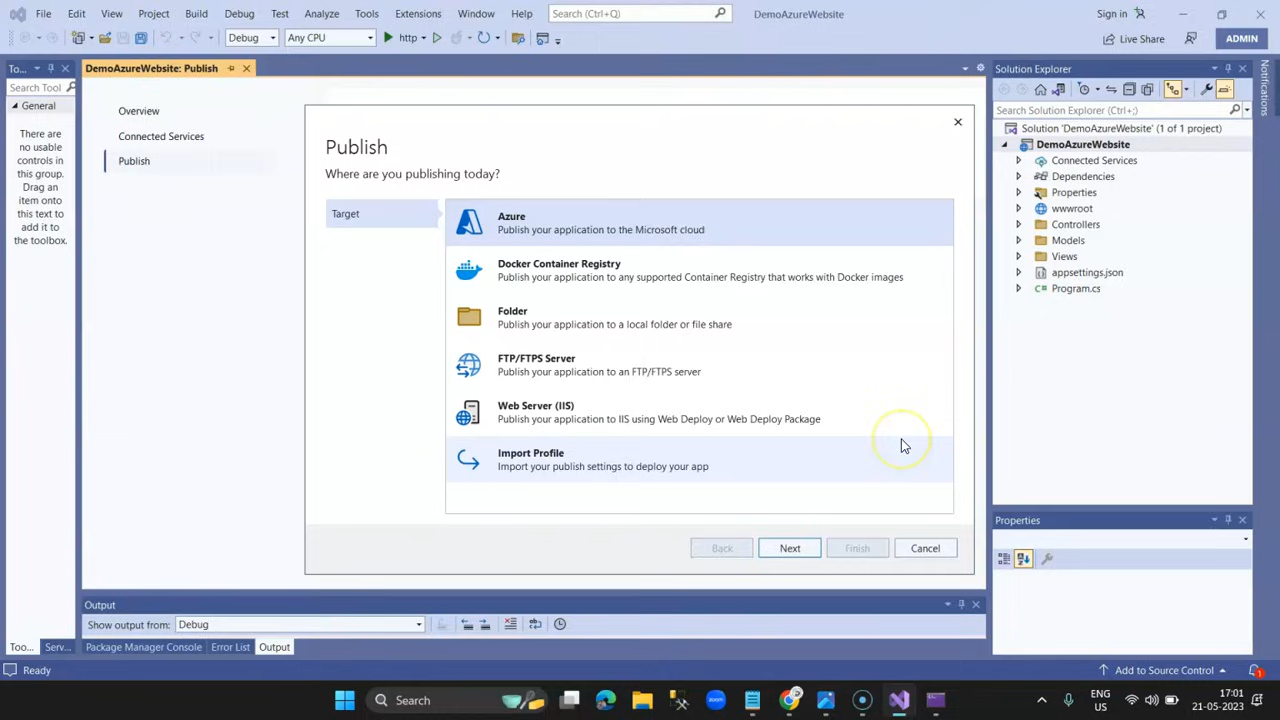 File Edit View Project Build Debug Test Analyze Tools Extensions Window Help Search (Ctrl+Q) DemoAzureWebsite Sign in
Debug Any CPU http Live Share ADMIN
To...
DemoAzureWebsite: Publish
Search Tool
General
There are
no usable
controls in
this group.
Drag an
item onto
this text to
add it to
the toolbox.
Overview
Connected Services
Publish
Publish
Where are you publishing today?
Target
Azure
Publish your application to the Microsoft cloud
Docker Container Registry
Publish your application to any supported Container Registry that works with Docker images
Folder
Publish your application to a local folder or file share
FTP/FTPS Server
Publish your application to an FTP/FTPS server
Web Server (IIS)
Publish your application to IIS using Web Deploy or Web Deploy Package
Import Profile
Import your publish settings to deploy your app
Back Next Finish Cancel
Solution Explorer
Search Solution Explorer (Ctrl+;)
Solution 'DemoAzureWebsite' (1 of 1 project)
DemoAzureWebsite
Connected Services
Dependencies
Properties
wwwroot
Controllers
Models
Views
appsettings.json
Program.cs
Notifications
Properties
Output
Show output from: Debug
Too... Serv... Package Manager Console Error List Output
Ready Add to Source Control 1
Search zoom ENG
US
17:01
21-05-2023